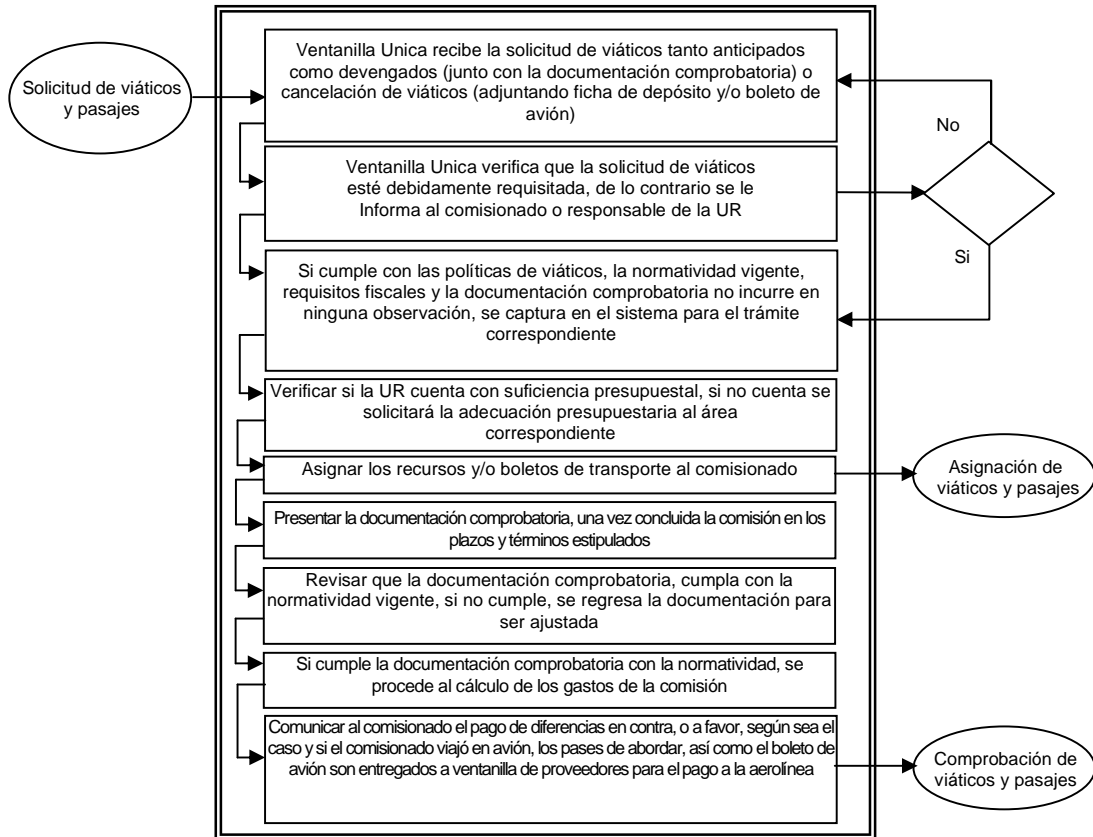 Solicitud de viáticos
y pasajes
Ventanilla Unica recibe la solicitud de viáticos tanto anticipados
como devengados (junto con la documentación comprobatoria) o
cancelación de viáticos (adjuntando ficha de depósito y/o boleto de
avión)
No
Ventanilla Unica verifica que la solicitud de viáticos
esté debidamente requisitada, de lo contrario se le
Informa al comisionado o responsable de la UR
Si
Si cumple con las políticas de viáticos, la normatividad vigente,
requisitos fiscales y la documentación comprobatoria no incurre en
ninguna observación, se captura en el sistema para el trámite
correspondiente
Verificar si la UR cuenta con suficiencia presupuestal, si no cuenta se
solicitará la adecuación presupuestaria al área
correspondiente
Asignar los recursos y/o boletos de transporte al comisionado
Asignación de
viáticos y pasajes
Presentar la documentación comprobatoria, una vez concluida la comisión en los
plazos y términos estipulados
Revisar que la documentación comprobatoria, cumpla con la
normatividad vigente, si no cumple, se regresa la documentación para
ser ajustada
Si cumple la documentación comprobatoria con la normatividad, se
procede al cálculo de los gastos de la comisión
Comunicar al comisionado el pago de diferencias en contra, o a favor, según sea el
caso y si el comisionado viajó en avión, los pases de abordar, así como el boleto de
avión son entregados a ventanilla de proveedores para el pago a la aerolínea
Comprobación de
viáticos y pasajes